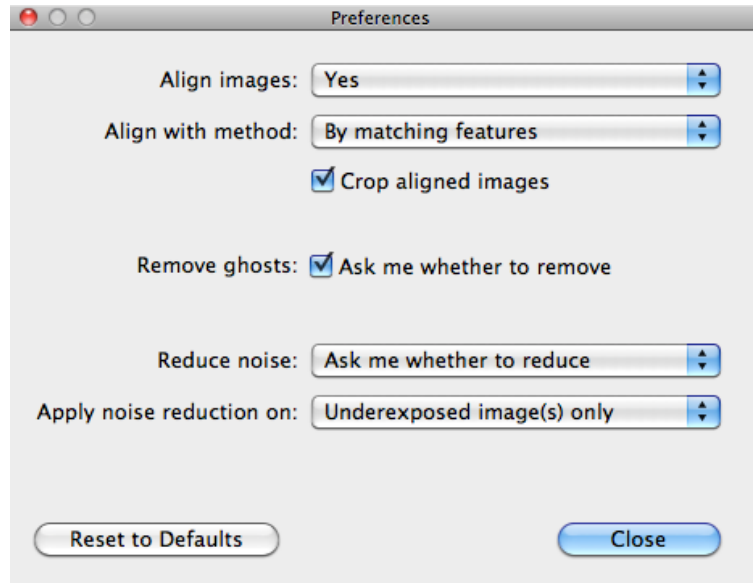 Preferences
Align images: Yes
Align with method: By matching features
Crop aligned images
Remove ghosts: Ask me whether to remove
Reduce noise: Ask me whether to reduce
Apply noise reduction on: Underexposed image(s) only
Reset to Defaults Close